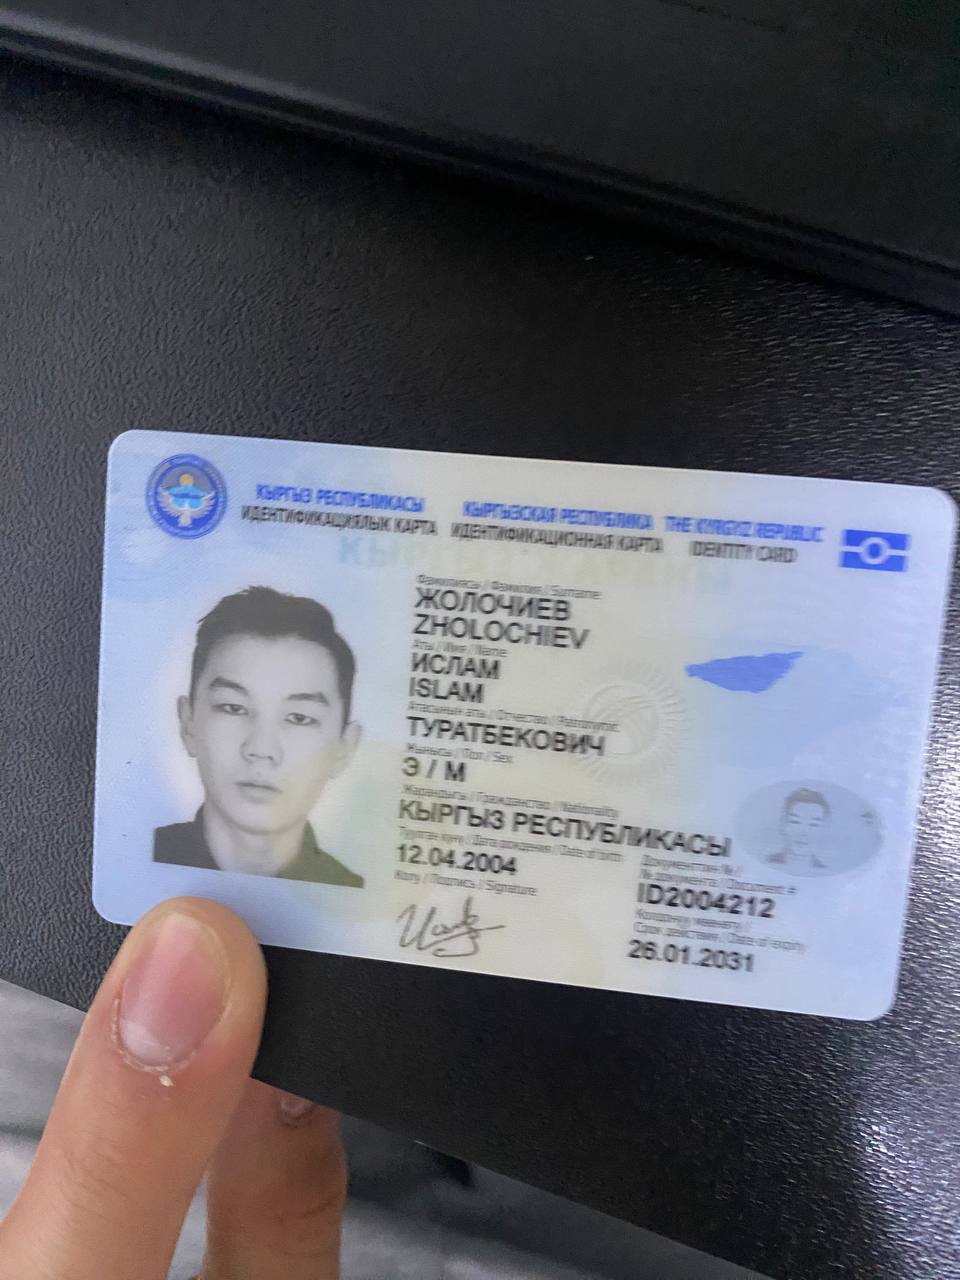 КЫРГЫЗ РЕСПУБЛИКАСЫ КЫРГЫЗСКАЯ РЕСПУБЛИКА THE KYRGYZ REPUBLIC
ИДЕНТИФИКАЦИЯЛЫК КАРТА ИДЕНТИФИКАЦИОННАЯ КАРТА IDENTITY CARD
Фамилиясы / Фамилия / Surname
ЖОЛОЧИЕВ
ZHOLOCHIEV
Аты / Имя / Name
ИСЛАМ
ISLAM
Атасынын аты / Отчество / Patronymic
ТУРАТБЕКОВИЧ
Жынысы / Пол / Sex
Э / М
Жарандыгы / Гражданство / Nationality
КЫРГЫЗ РЕСПУБЛИКАСЫ
Туулган күнү / Дата рождения / Date of birth
12.04.2004
Колу / Подпись / Signature
Документтин № /
№ документа / Document #
ID2004212
Колдонуу мөөнөтү /
Срок действия / Date of expiry
26.01.2031